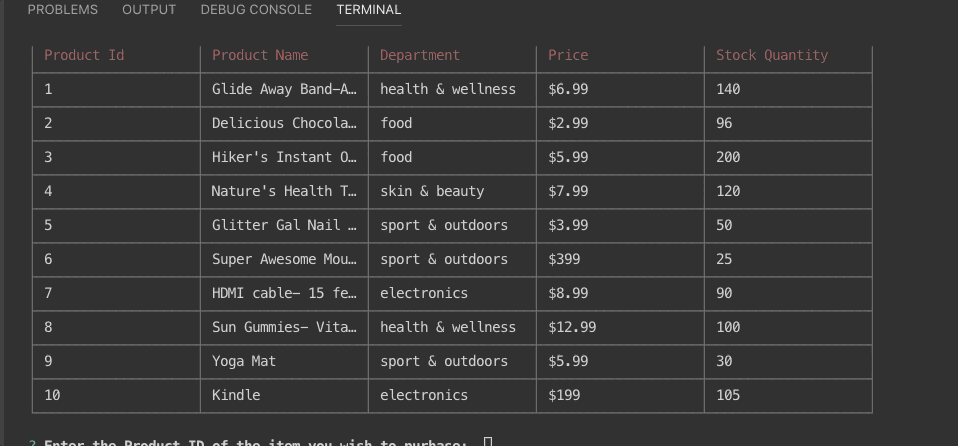 PROBLEMS OUTPUT DEBUG CONSOLE TERMINAL
Product Id Product Name Department Price Stock Quantity
1 Glide Away Band-A… health & wellness $6.99 140
2 Delicious Chocola… food $2.99 96
3 Hiker's Instant O… food $5.99 200
4 Nature's Health T… skin & beauty $7.99 120
5 Glitter Gal Nail … sport & outdoors $3.99 50
6 Super Awesome Mou… sport & outdoors $399 25
7 HDMI cable- 15 fe… electronics $8.99 90
8 Sun Gummies- Vita… health & wellness $12.99 100
9 Yoga Mat sport & outdoors $5.99 30
10 Kindle electronics $199 105
? Enter the Product ID of the item you wish to purhase: